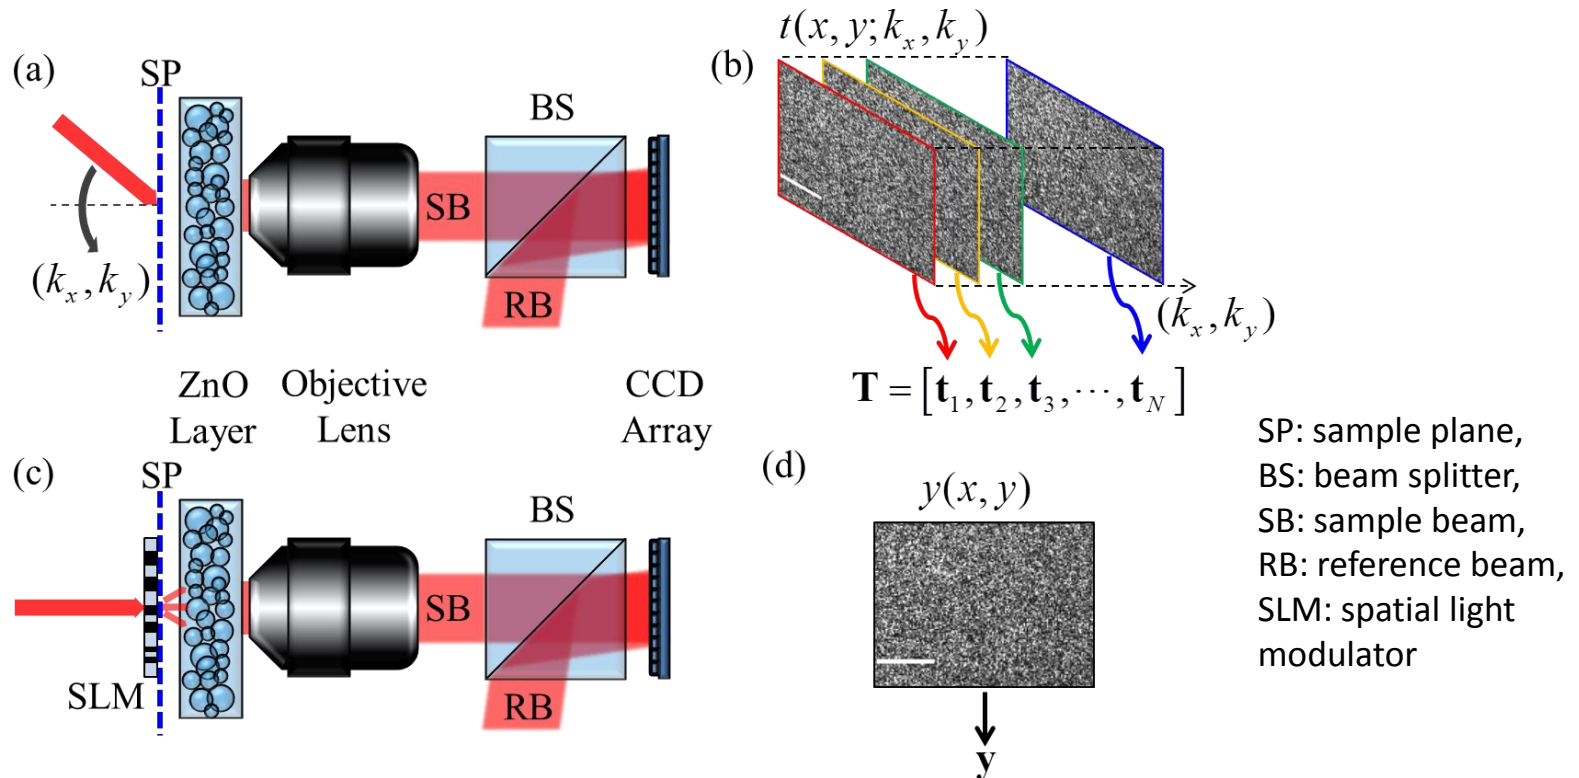 (a)
SP
BS
SB
RB
(k_x, k_y)
ZnO
Layer
Objective
Lens
CCD
Array
(b)
t(x, y; k_x, k_y)
(k_x, k_y)
T = [t_1, t_2, t_3, ⋯, t_N]
(c)
SP
BS
SB
RB
SLM
(d)
y(x, y)
y
SP: sample plane,
BS: beam splitter,
SB: sample beam,
RB: reference beam,
SLM: spatial light
modulator